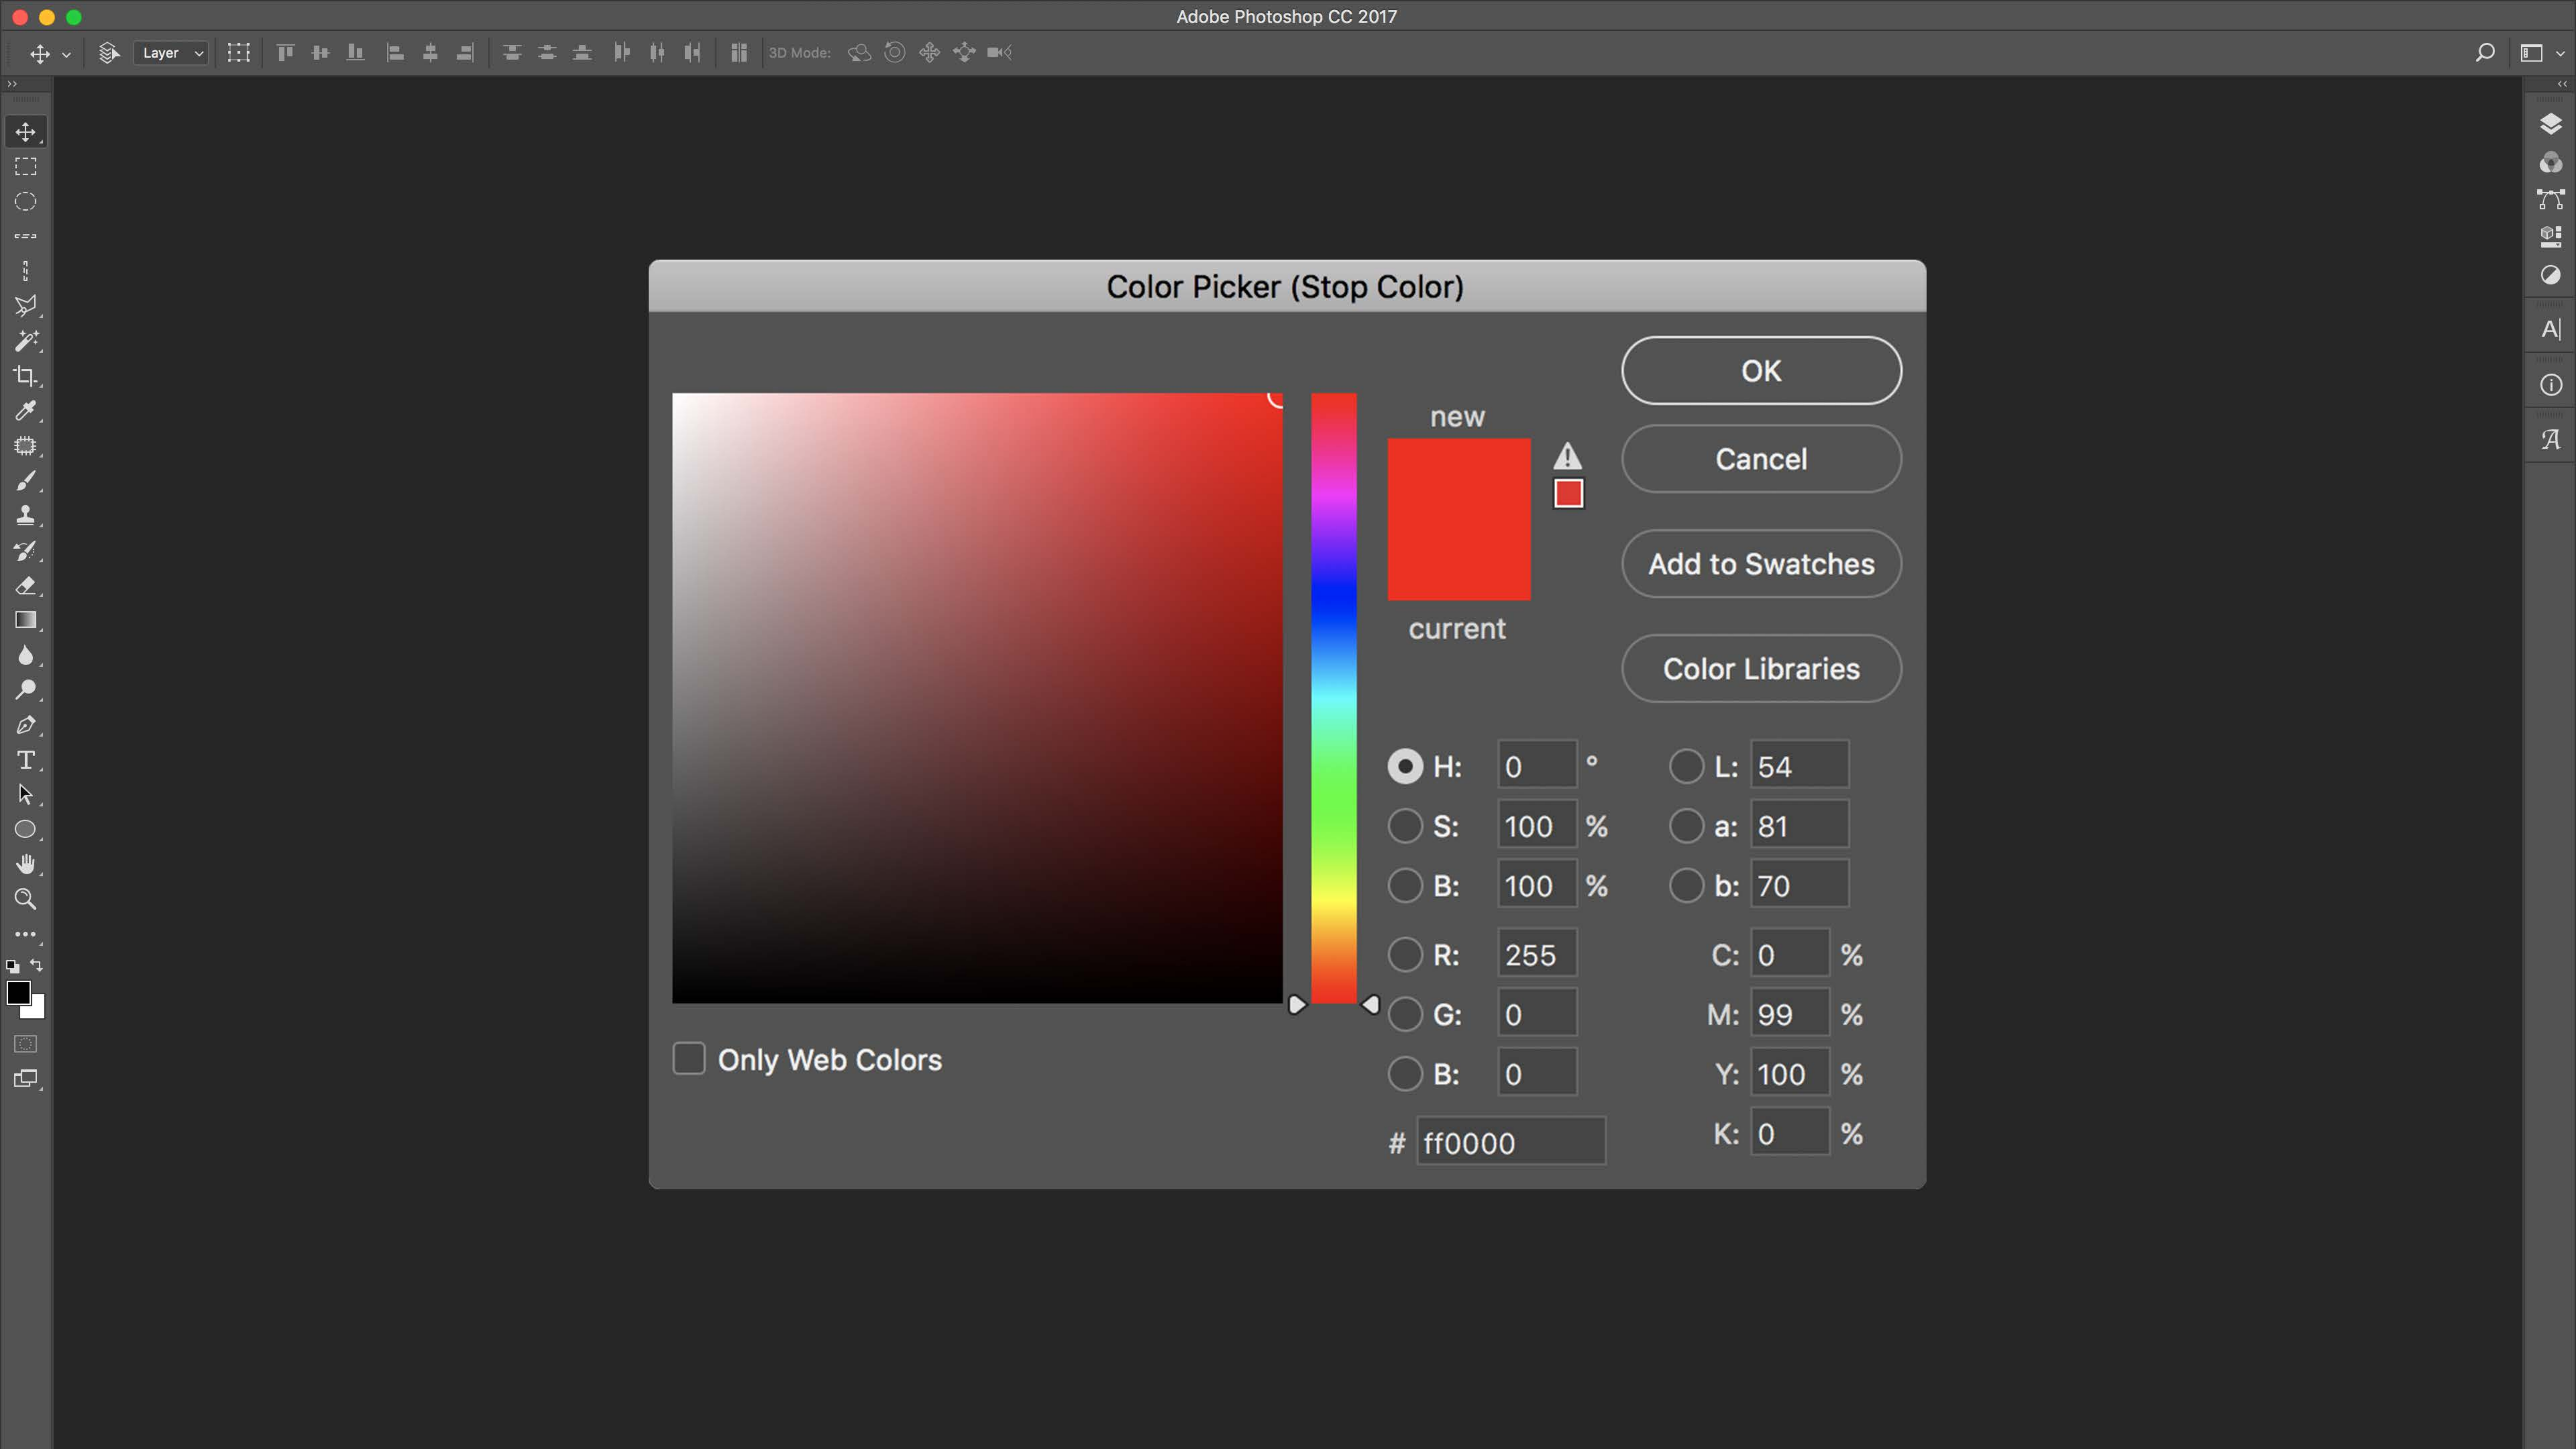 Adobe Photoshop CC 2017
Layer
3D Mode:
Color Picker (Stop Color)
OK
new
Cancel
Add to Swatches
current
Color Libraries
H: 0 °
L: 54
S: 100 %
a: 81
B: 100 %
b: 70
R: 255
C: 0 %
G: 0
M: 99 %
Only Web Colors
B: 0
Y: 100 %
# ff0000
K: 0 %